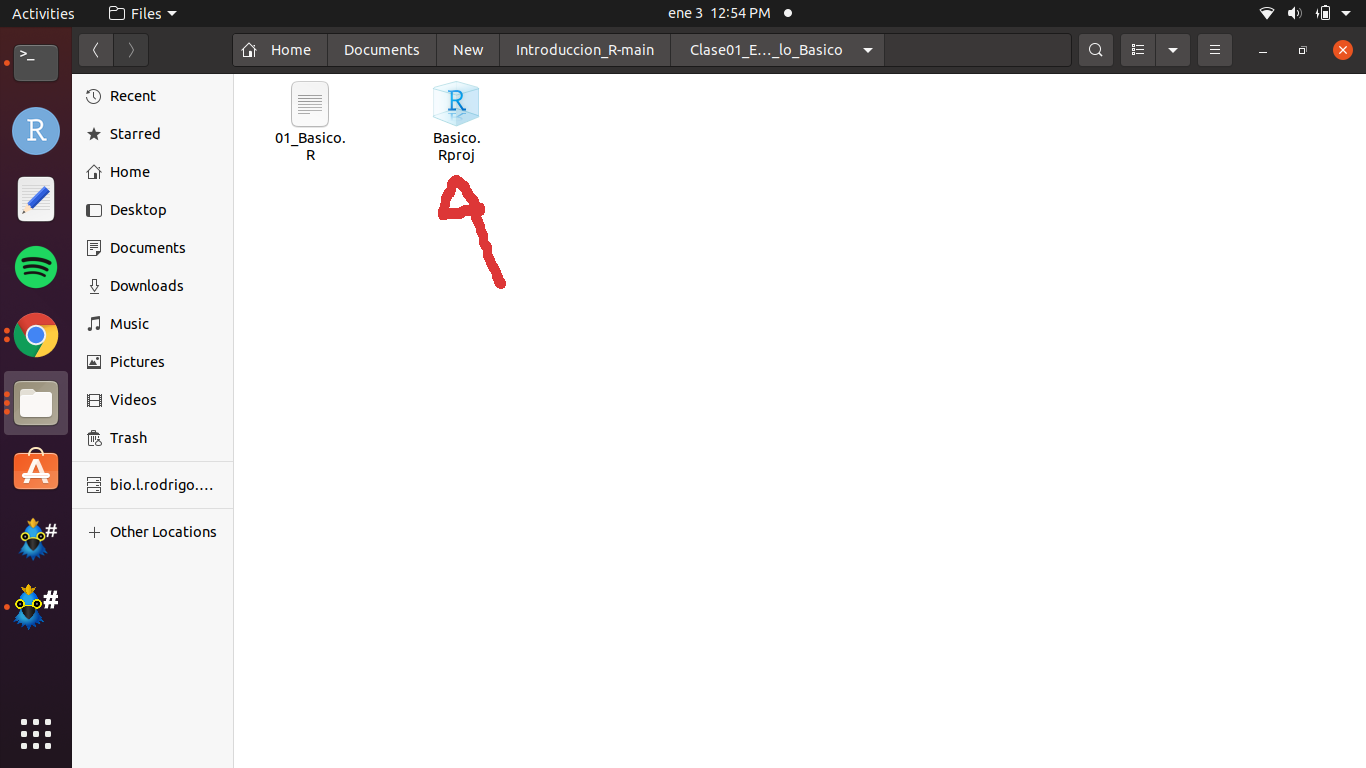 Activities Files ene 3 12:54 PM
Home Documents New Introduccion_R-main Clase01_E…_lo_Basico
Recent
Starred
Home
Desktop
Documents
Downloads
Music
Pictures
Videos
Trash
bio.l.rodrigo.…
Other Locations
01_Basico.
R
R
Basico.
Rproj
>_
R
#
#